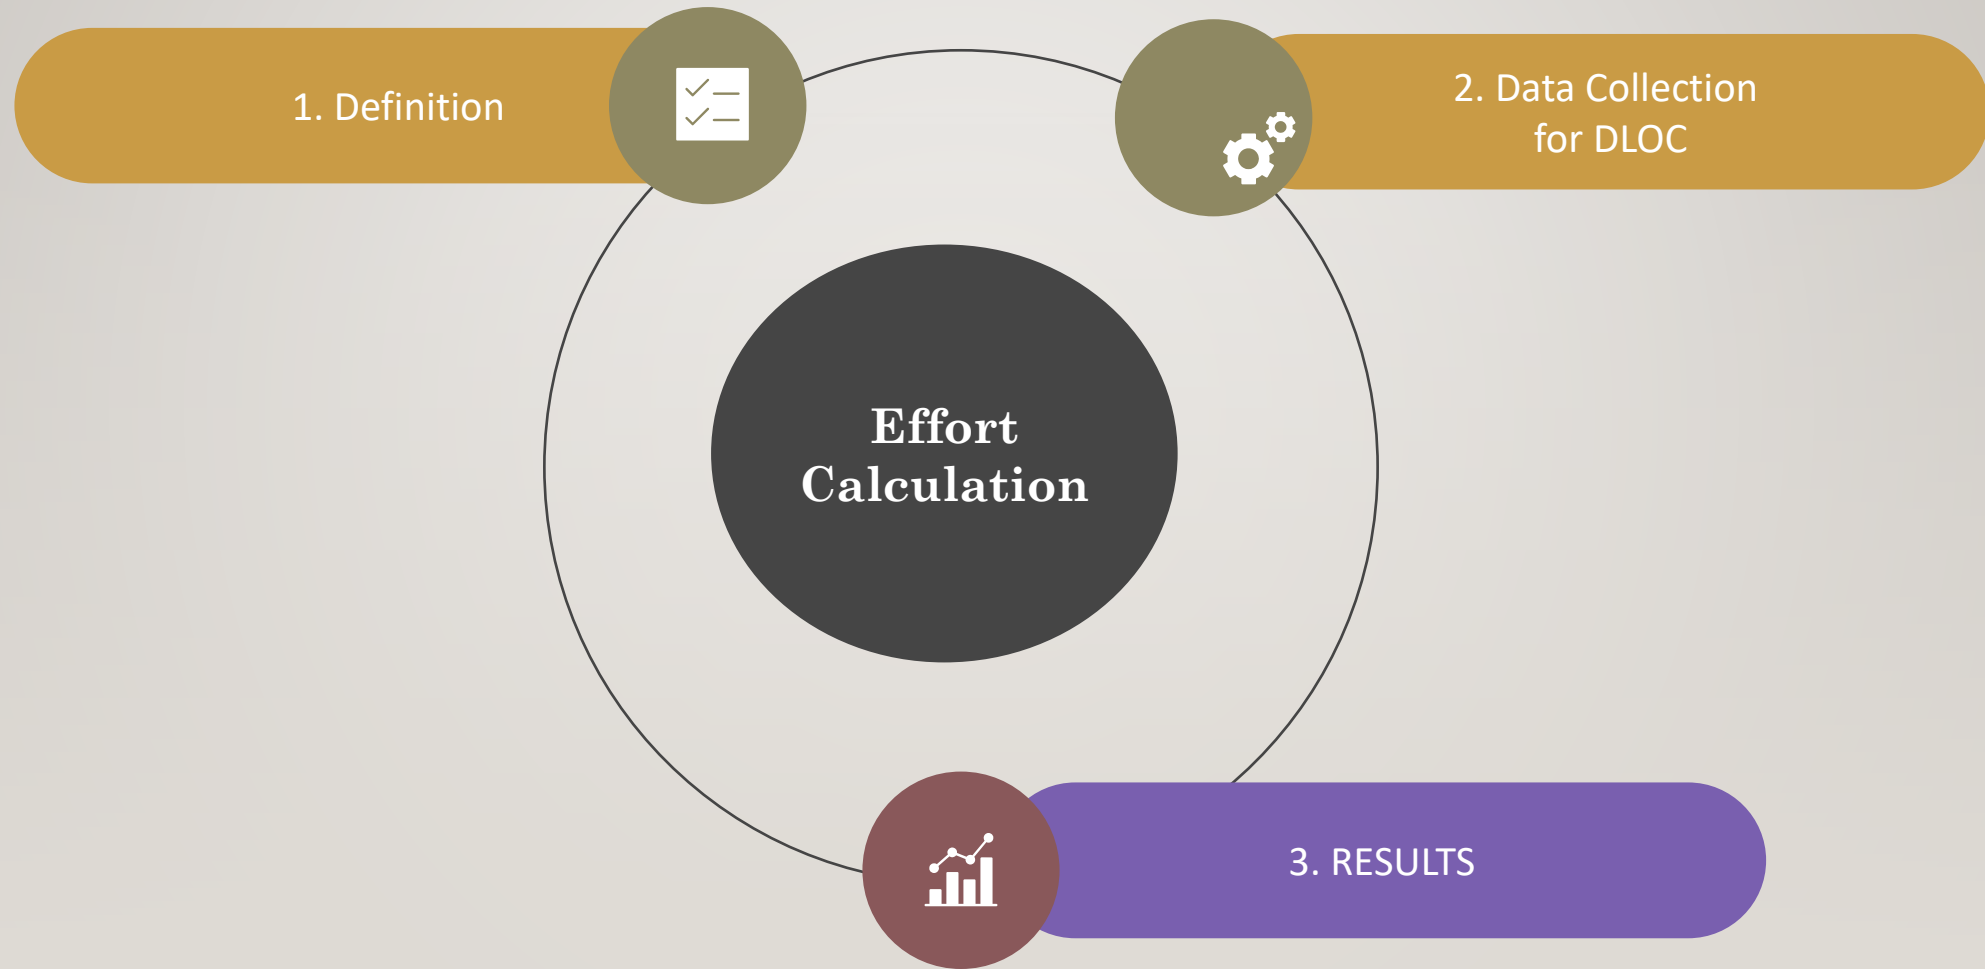 1. Definition
2. Data Collection
for DLOC
Effort
Calculation
3. RESULTS